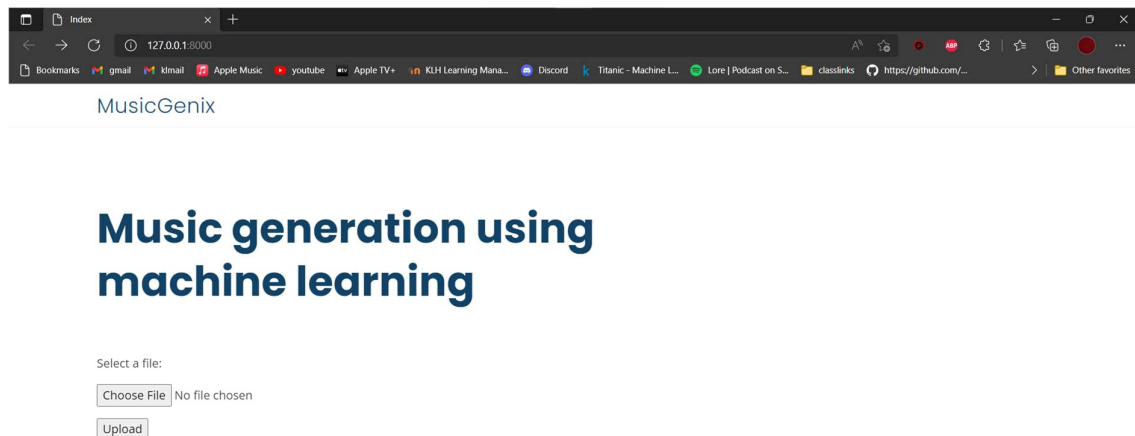 Index
127.0.0.1:8000
ABP
Bookmarks gmail klmail Apple Music youtube Apple TV+ KLH Learning Mana... Discord Titanic - Machine L... Lore | Podcast on S... classlinks https://github.com/... Other favorites
MusicGenix
Music generation using
machine learning
Select a file:
Choose File No file chosen
Upload